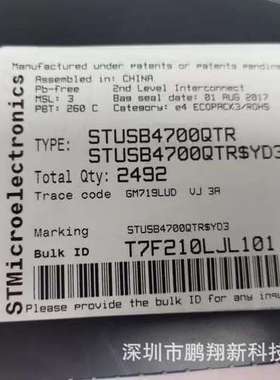 STMicroelectronics
Manufactured under patents or patents pending
Assembled in: CHINA
Pb-free 2nd Level Interconnect
MSL: 3 Bag seal date: 01 AUG 2017
PBT: 260 C Category: e4 ECOPACK3/ROHS
TYPE: STUSB4700QTR
STUSB4700QTR$YD3
Total Qty: 2492
Trace code GM719LUD VJ 3A
Marking STUSB4700QTR$YD3
Bulk ID T7F210LJL101
Please provide the bulk ID for any inqu
深圳市鹏翔新科技